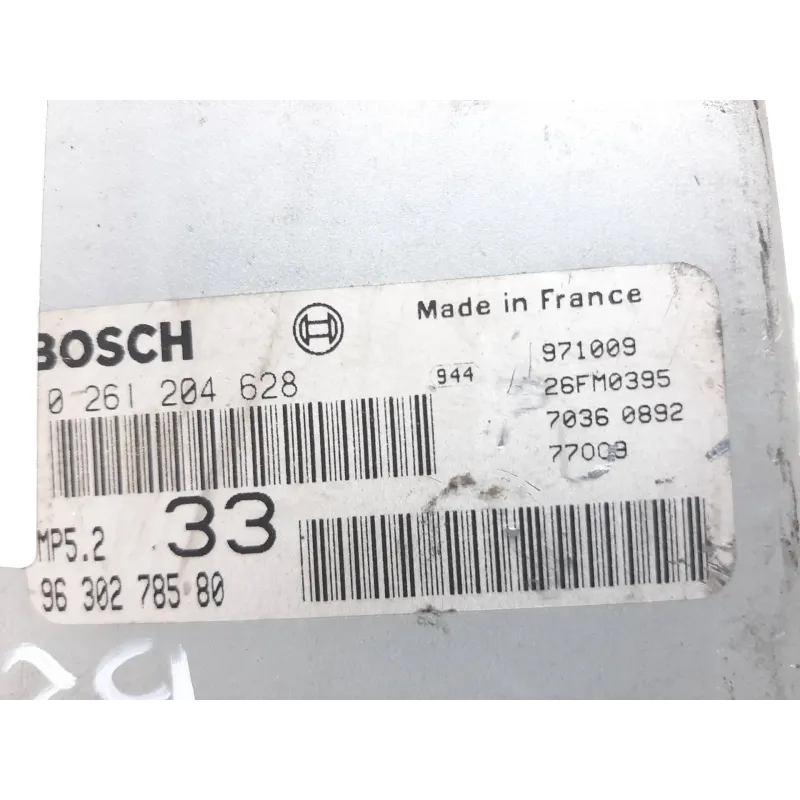 BOSCH
Made in France
0 261 204 628
944
971009
26FM0395
7036 0892
77009
MP5.2
33
96 302 785 80